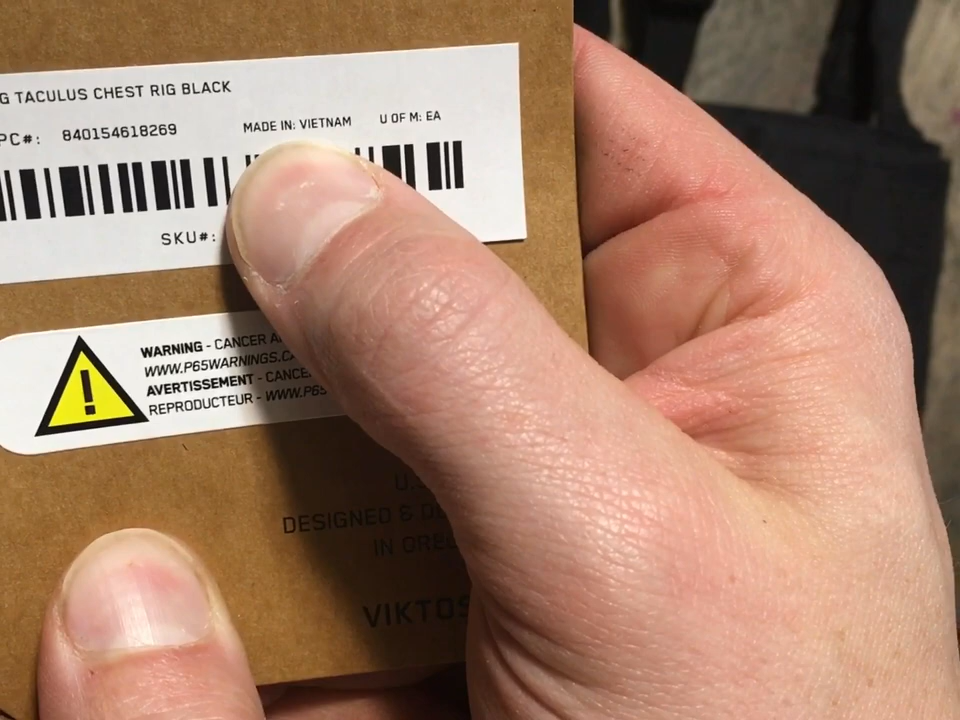 G TACULUS CHEST RIG BLACK
PC#: 840154618269 MADE IN: VIETNAM U OF M: EA
SKU#:
WARNING - CANCER
WWW.P65WARNINGS.C
AVERTISSEMENT - CANCE
REPRODUCTEUR - WWW.P65
DESIGNED &
IN
VIKTOS